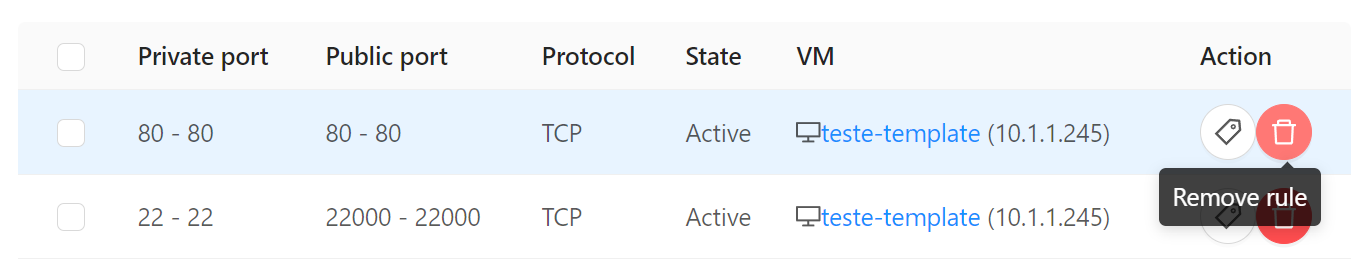 Private port Public port Protocol State VM Action
80 - 80 80 - 80 TCP Active teste-template (10.1.1.245)
Remove rule
22 - 22 22000 - 22000 TCP Active teste-template (10.1.1.245)